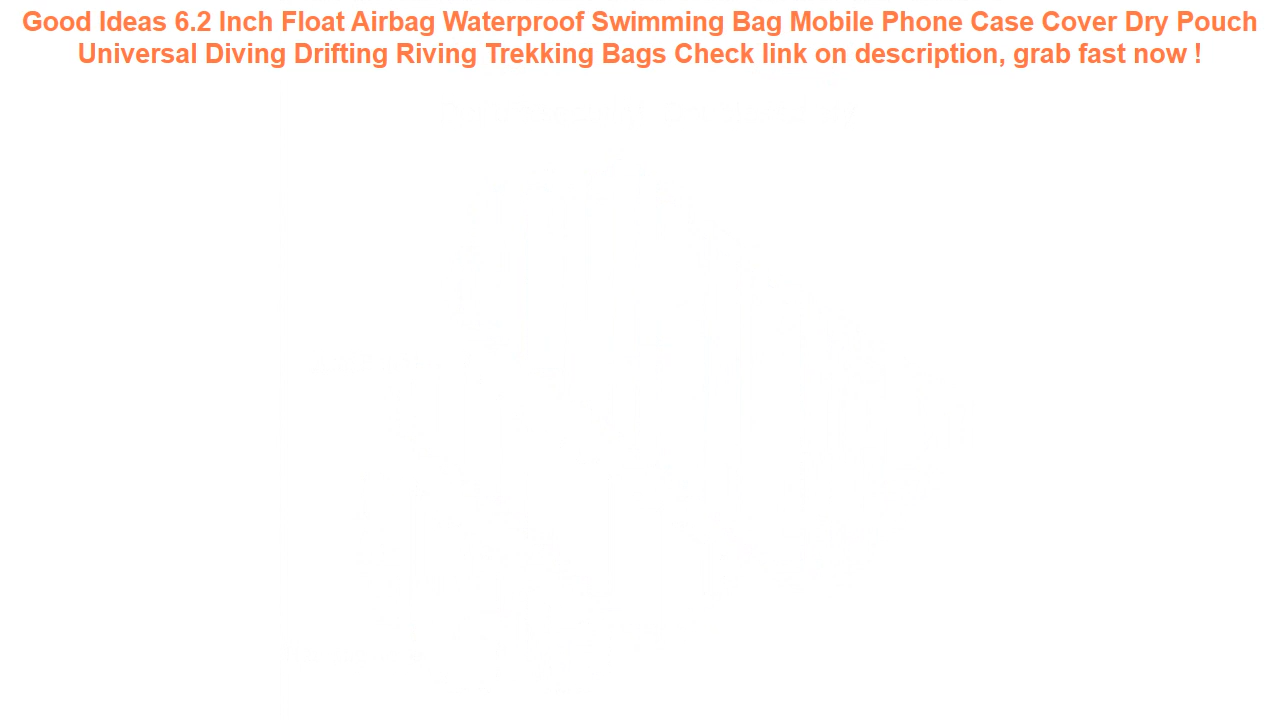 Good Ideas 6.2 Inch Float Airbag Waterproof Swimming Bag Mobile Phone Case Cover Dry Pouch
Universal Diving Drifting Riving Trekking Bags Check link on description, grab fast now !